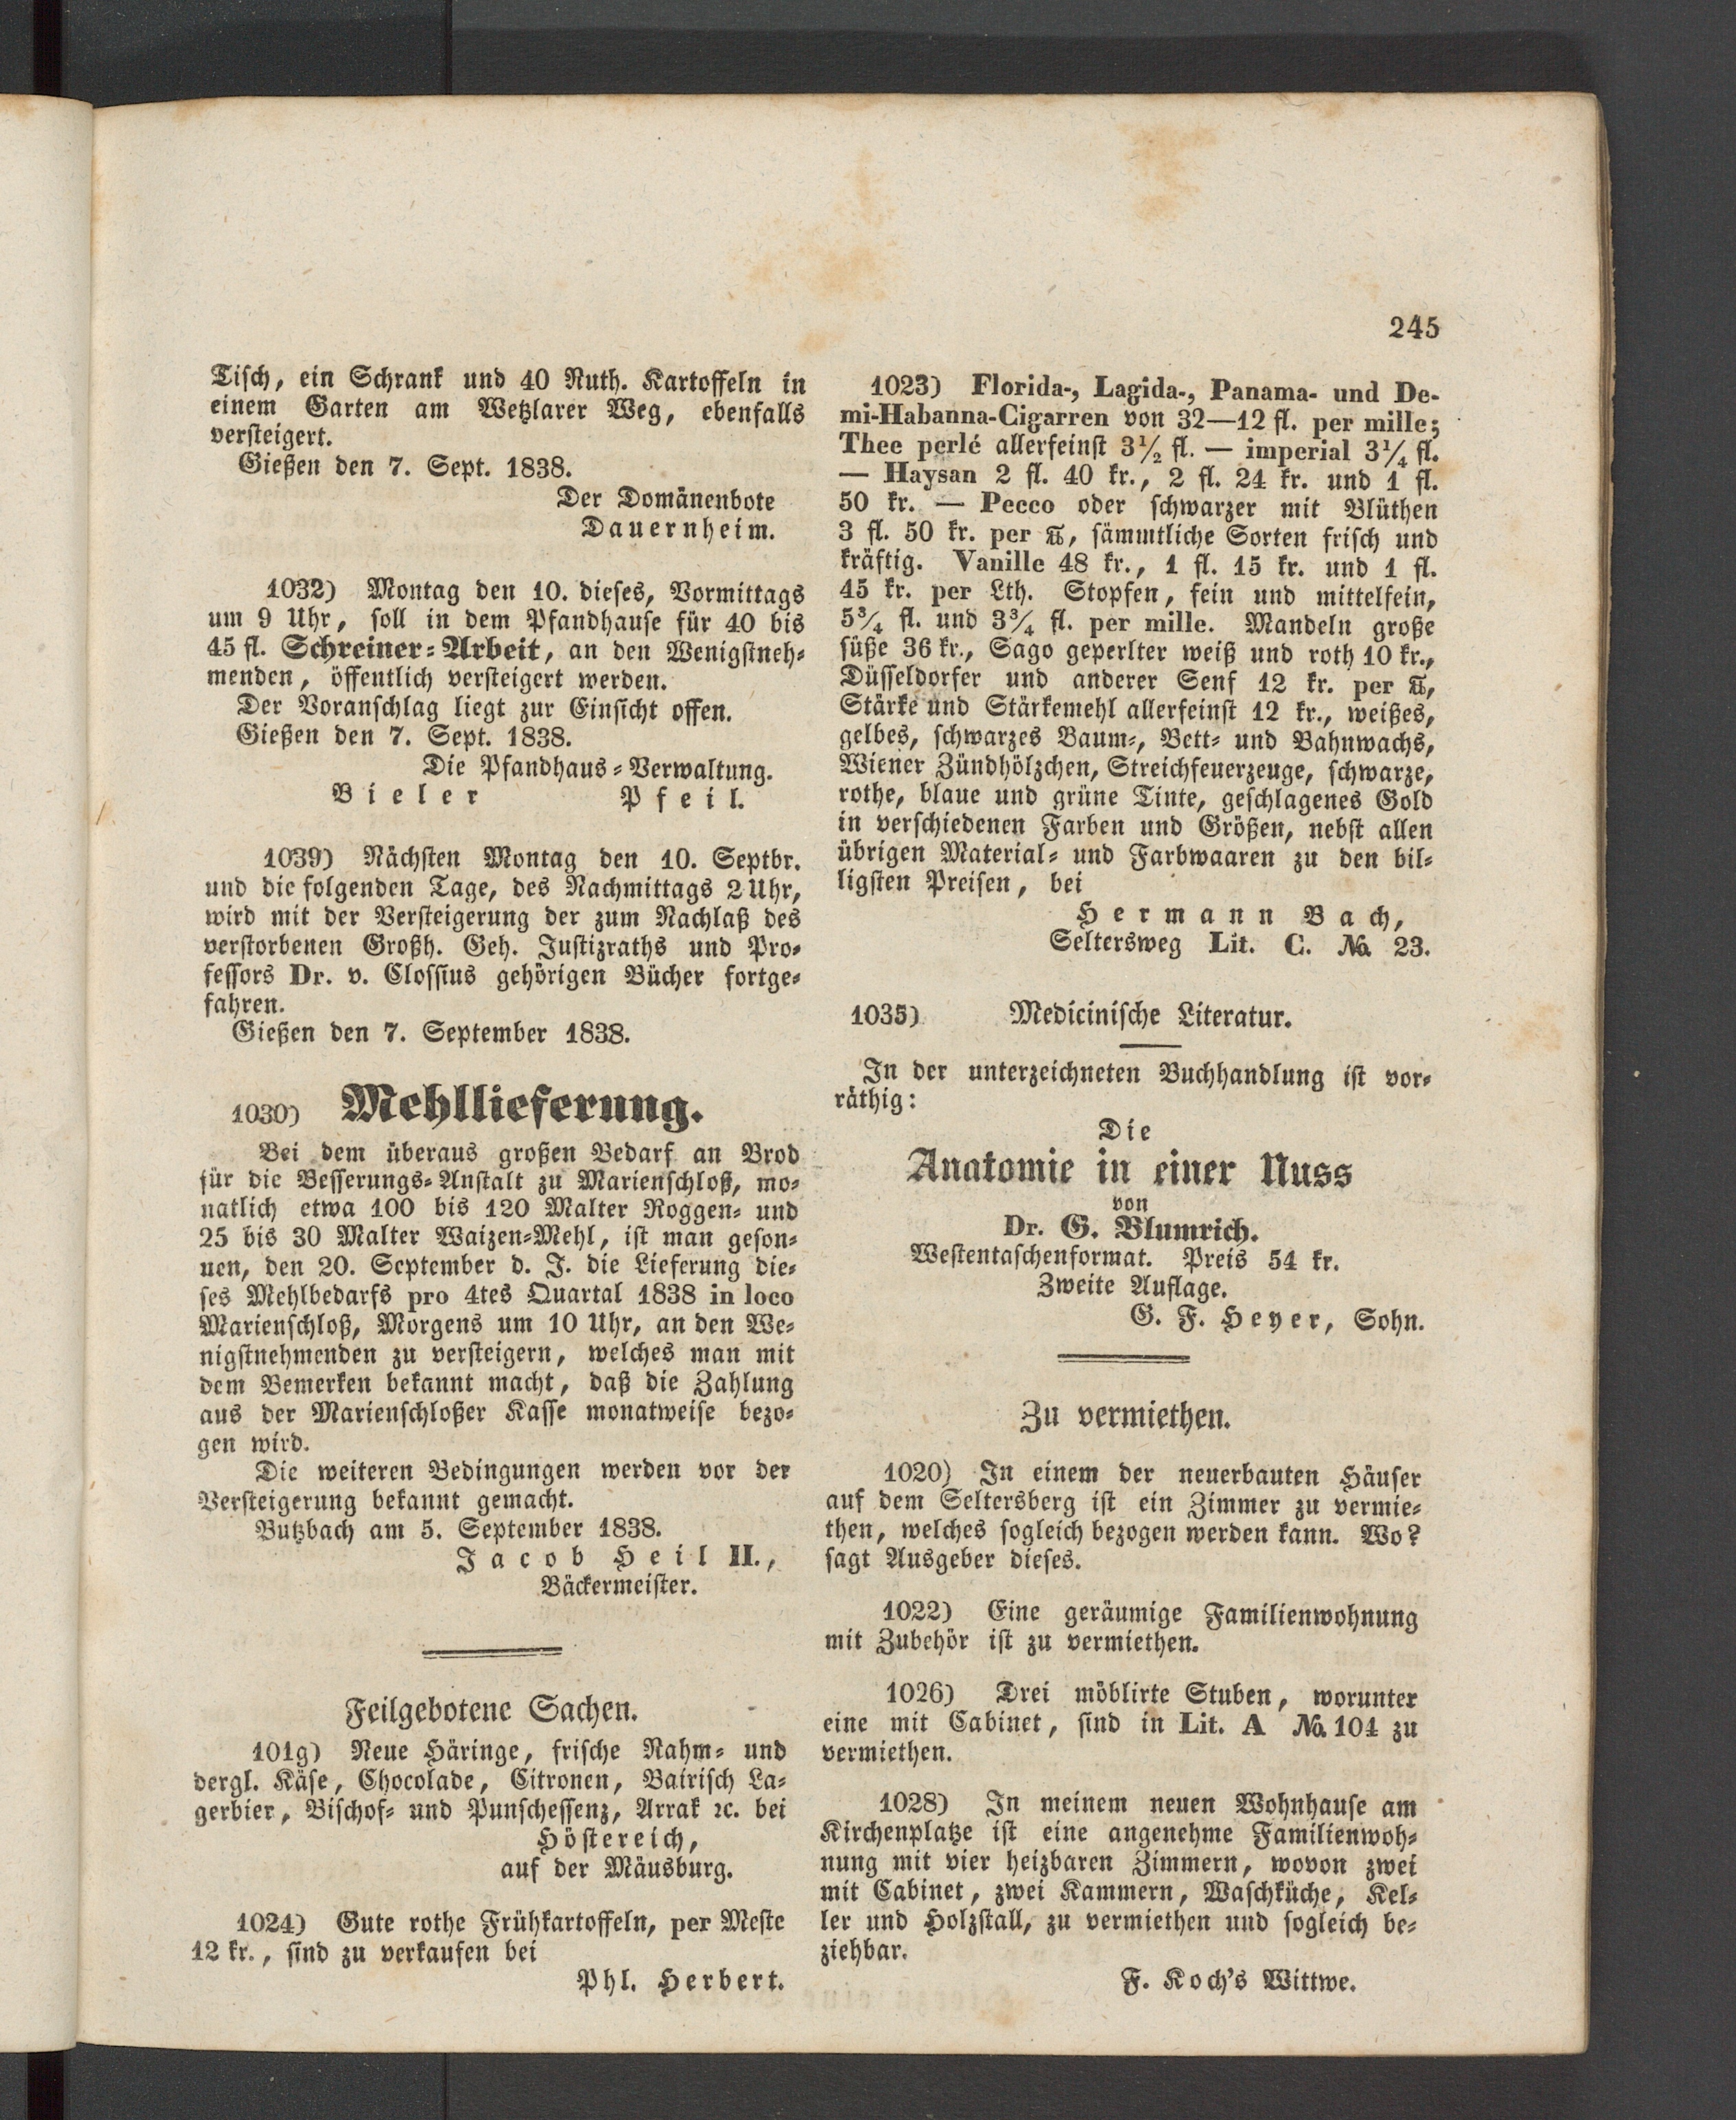 245
Tisch, ein Schrank und 40 Ruth. Kartoffeln in
einem Garten am Wetzlarer Weg, ebenfalls
versteigert.
Gießen den 7. Sept. 1838.
Der Domänenbote
Dauernheim.
1032) Montag den 10. dieses, Vormittags
um 9 Uhr, soll in dem Pfandhause für 40 bis
45 fl. Schreiner-Arbeit, an den Wenigstneh-
menden, öffentlich versteigert werden.
Der Voranschlag liegt zur Einsicht offen.
Gießen den 7. Sept. 1838.
Die Pfandhaus-Verwaltung.
Bieler Pfeil.
1039) Nächsten Montag den 10. Septbr.
und die folgenden Tage, des Nachmittags 2 Uhr,
wird mit der Versteigerung der zum Nachlaß des
verstorbenen Großh. Geh. Justizraths und Pro-
fessors Dr. v. Clossius gehörigen Bücher fortge-
fahren.
Gießen den 7. September 1838.
1030) Mehllieferung.
Bei dem überaus großen Bedarf an Brod
für die Besserungs-Anstalt zu Marienschloß, mo-
natlich etwa 100 bis 120 Malter Roggen- und
25 bis 30 Malter Waizen-Mehl, ist man geson-
nen, den 20. September d. J. die Lieferung die-
ses Mehlbedarfs pro 4tes Quartal 1838 in loco
Marienschloß, Morgens um 10 Uhr, an den We-
nigstnehmenden zu versteigern, welches man mit
dem Bemerken bekannt macht, daß die Zahlung
aus der Marienschloßer Kasse monatweise bezo-
gen wird.
Die weiteren Bedingungen werden vor der
Versteigerung bekannt gemacht.
Butzbach am 5. September 1838.
Jacob Heil II.,
Bäckermeister.
Feilgebotene Sachen.
101g) Neue Häringe, frische Rahm- und
dergl. Käse, Chocolade, Citronen, Bairisch La-
gerbier, Bischof- und Punschessenz, Arrak ꝛc. bei
Höstereich,
auf der Mäusburg.
1024) Gute rothe Frühkartoffeln, per Meste
12 kr., sind zu verkaufen bei
Phl. Herbert.
1023) Florida-, Lagida-, Panama- und De-
mi-Habanna-Cigarren von 32—12 fl. per mille;
Thee perlé allerfeinst 3½ fl. — imperial 3¼ fl.
— Haysan 2 fl. 40 kr., 2 fl. 24 kr. und 1 fl.
50 kr. — Pecco oder schwarzer mit Blüthen
3 fl. 50 kr. per ℔, sämmtliche Sorten frisch und
kräftig. Vanille 48 kr., 1 fl. 15 kr. und 1 fl.
45 kr. per Lth. Stopfen, fein und mittelfein,
5¾ fl. und 3¾ fl. per mille. Mandeln große
süße 36 kr., Sago geperlter weiß und roth 10 kr.,
Düsseldorfer und anderer Senf 12 kr. per ℔,
Stärke und Stärkemehl allerfeinst 12 kr., weißes,
gelbes, schwarzes Baum-, Bett- und Bahnwachs,
Wiener Zündhölzchen, Streichfeuerzeuge, schwarze,
rothe, blaue und grüne Tinte, geschlagenes Gold
in verschiedenen Farben und Größen, nebst allen
übrigen Material- und Farbwaaren zu den bil-
ligsten Preisen, bei
Hermann Bach,
Seltersweg Lit. C. № 23.
1035) Medicinische Literatur.
In der unterzeichneten Buchhandlung ist vor-
räthig:
Die
Anatomie in einer Nuss
von
Dr. G. Blumrich.
Westentaschenformat. Preis 54 kr.
Zweite Auflage.
G. F. Heyer, Sohn.
Zu vermiethen.
1020) In einem der neuerbauten Häuser
auf dem Seltersberg ist ein Zimmer zu vermie-
then, welches sogleich bezogen werden kann. Wo?
sagt Ausgeber dieses.
1022) Eine geräumige Familienwohnung
mit Zubehör ist zu vermiethen.
1026) Drei möblirte Stuben, worunter
eine mit Cabinet, sind in Lit. A № 104 zu
vermiethen.
1028) In meinem neuen Wohnhause am
Kirchenplatze ist eine angenehme Familienwoh-
nung mit vier heizbaren Zimmern, wovon zwei
mit Cabinet, zwei Kammern, Waschküche, Kel-
ler und Holzstall, zu vermiethen und sogleich be-
ziehbar.
F. Koch's Wittwe.